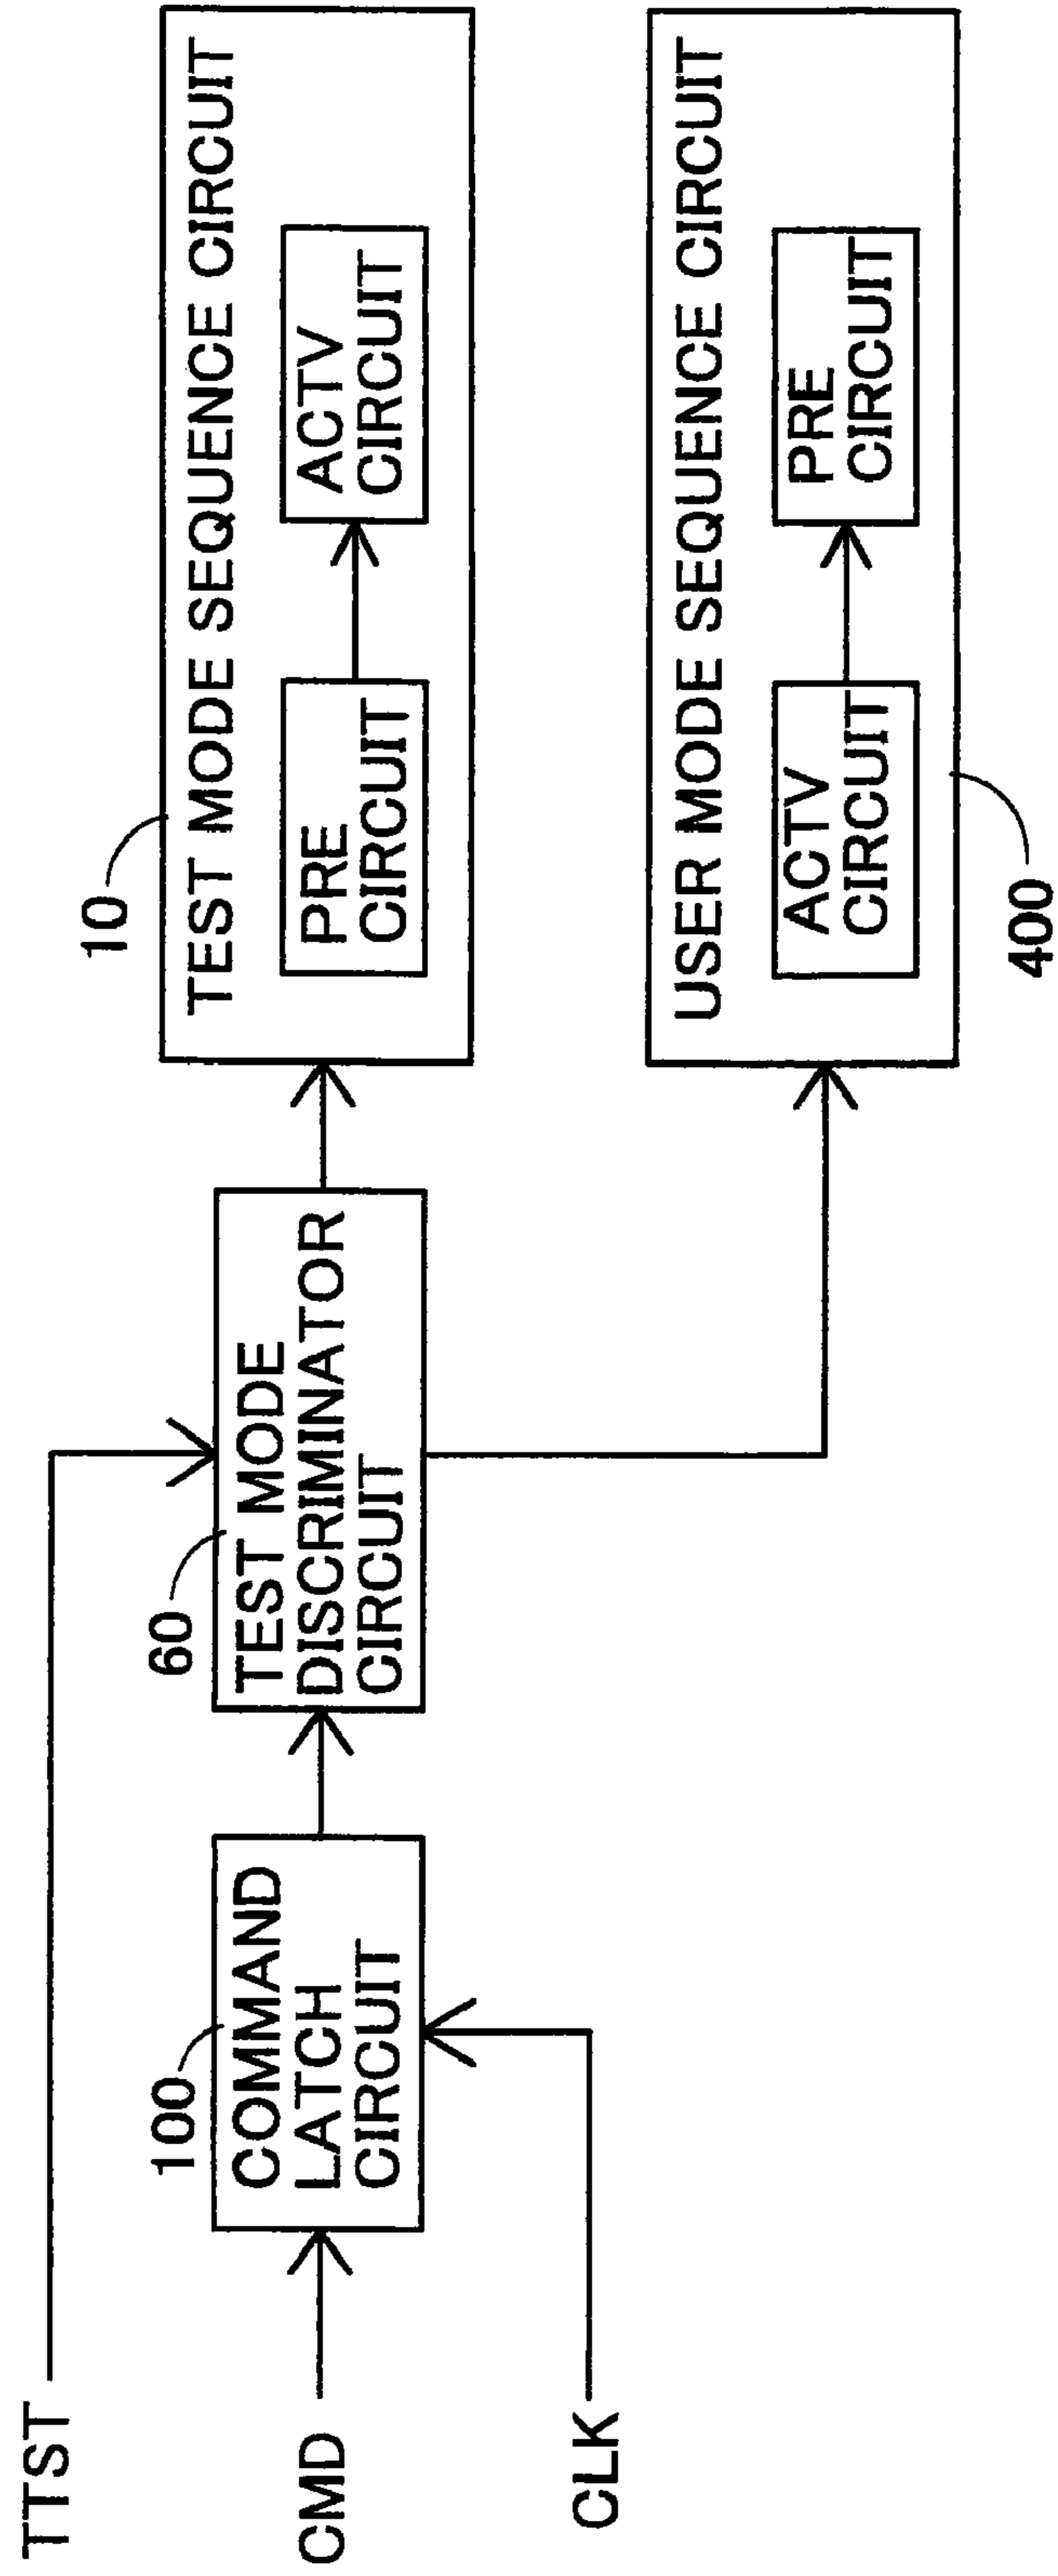 TTST
CMD
CLK
100
COMMAND
LATCH
CIRCUIT
60
TEST MODE
DISCRIMINATOR
CIRCUIT
10
TEST MODE SEQUENCE CIRCUIT
PRE
CIRCUIT
ACTV
CIRCUIT
USER MODE SEQUENCE CIRCUIT
ACTV
CIRCUIT
PRE
CIRCUIT
400